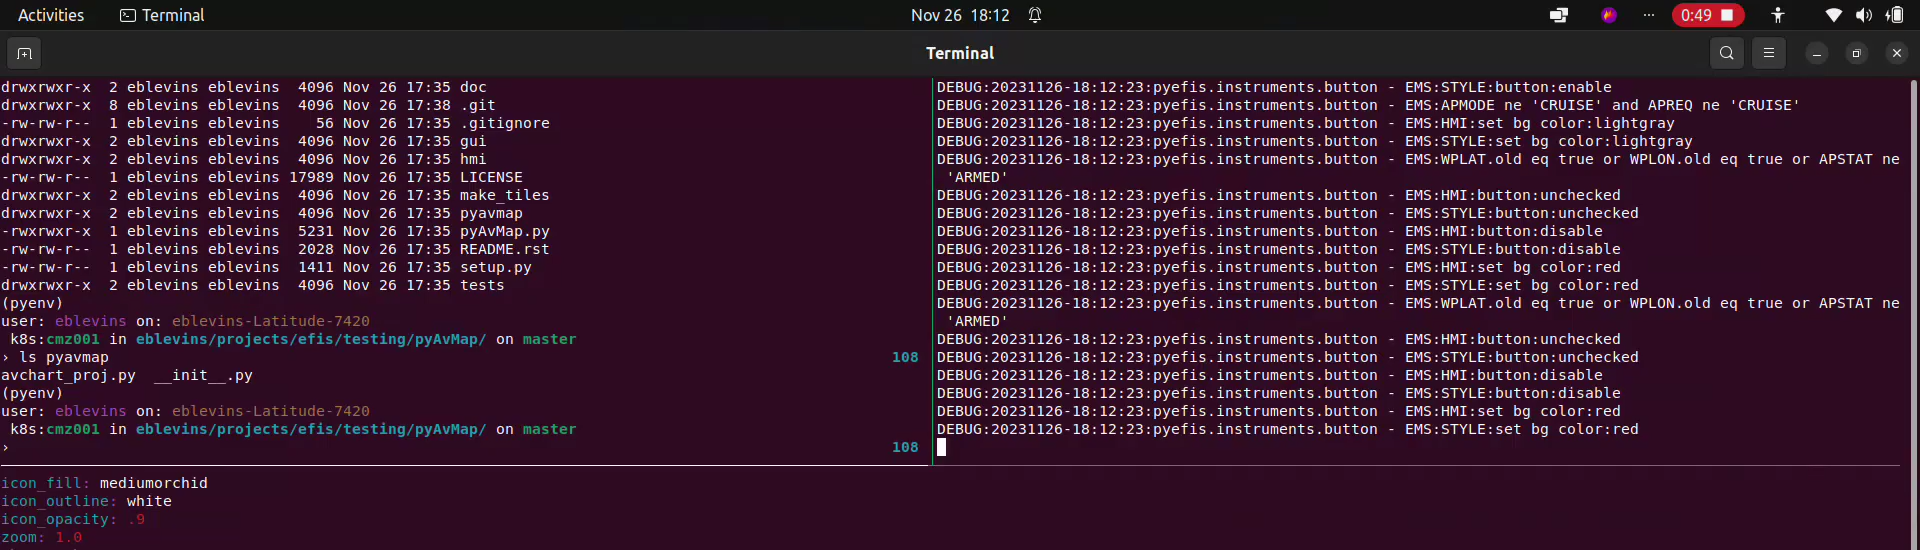 Activities
Terminal
Nov 26 18:12
0:49
Terminal
drwxrwxr-x  2 eblevins eblevins  4096 Nov 26 17:35 doc
drwxrwxr-x  8 eblevins eblevins  4096 Nov 26 17:38 .git
-rw-rw-r--  1 eblevins eblevins    56 Nov 26 17:35 .gitignore
drwxrwxr-x  2 eblevins eblevins  4096 Nov 26 17:35 gui
drwxrwxr-x  2 eblevins eblevins  4096 Nov 26 17:35 hmi
-rw-rw-r--  1 eblevins eblevins 17989 Nov 26 17:35 LICENSE
drwxrwxr-x  2 eblevins eblevins  4096 Nov 26 17:35 make_tiles
drwxrwxr-x  2 eblevins eblevins  4096 Nov 26 17:35 pyavmap
-rwxrwxr-x  1 eblevins eblevins  5231 Nov 26 17:35 pyAvMap.py
-rw-rw-r--  1 eblevins eblevins  2028 Nov 26 17:35 README.rst
-rw-rw-r--  1 eblevins eblevins  1411 Nov 26 17:35 setup.py
drwxrwxr-x  2 eblevins eblevins  4096 Nov 26 17:35 tests
(pyenv)
user: eblevins on: eblevins-Latitude-7420
k8s:cmz001 in eblevins/projects/efis/testing/pyAvMap/ on master
› ls pyavmap 108
avchart_proj.py  __init__.py
(pyenv)
user: eblevins on: eblevins-Latitude-7420
k8s:cmz001 in eblevins/projects/efis/testing/pyAvMap/ on master
› 108
DEBUG:20231126-18:12:23:pyefis.instruments.button - EMS:STYLE:button:enable
DEBUG:20231126-18:12:23:pyefis.instruments.button - EMS:APMODE ne 'CRUISE' and APREQ ne 'CRUISE'
DEBUG:20231126-18:12:23:pyefis.instruments.button - EMS:HMI:set bg color:lightgray
DEBUG:20231126-18:12:23:pyefis.instruments.button - EMS:STYLE:set bg color:lightgray
DEBUG:20231126-18:12:23:pyefis.instruments.button - EMS:WPLAT.old eq true or WPLON.old eq true or APSTAT ne
'ARMED'
DEBUG:20231126-18:12:23:pyefis.instruments.button - EMS:HMI:button:unchecked
DEBUG:20231126-18:12:23:pyefis.instruments.button - EMS:STYLE:button:unchecked
DEBUG:20231126-18:12:23:pyefis.instruments.button - EMS:HMI:button:disable
DEBUG:20231126-18:12:23:pyefis.instruments.button - EMS:STYLE:button:disable
DEBUG:20231126-18:12:23:pyefis.instruments.button - EMS:HMI:set bg color:red
DEBUG:20231126-18:12:23:pyefis.instruments.button - EMS:STYLE:set bg color:red
DEBUG:20231126-18:12:23:pyefis.instruments.button - EMS:WPLAT.old eq true or WPLON.old eq true or APSTAT ne
'ARMED'
DEBUG:20231126-18:12:23:pyefis.instruments.button - EMS:HMI:button:unchecked
DEBUG:20231126-18:12:23:pyefis.instruments.button - EMS:STYLE:button:unchecked
DEBUG:20231126-18:12:23:pyefis.instruments.button - EMS:HMI:button:disable
DEBUG:20231126-18:12:23:pyefis.instruments.button - EMS:STYLE:button:disable
DEBUG:20231126-18:12:23:pyefis.instruments.button - EMS:HMI:set bg color:red
DEBUG:20231126-18:12:23:pyefis.instruments.button - EMS:STYLE:set bg color:red
icon_fill: mediumorchid
icon_outline: white
icon_opacity: .9
zoom: 1.0